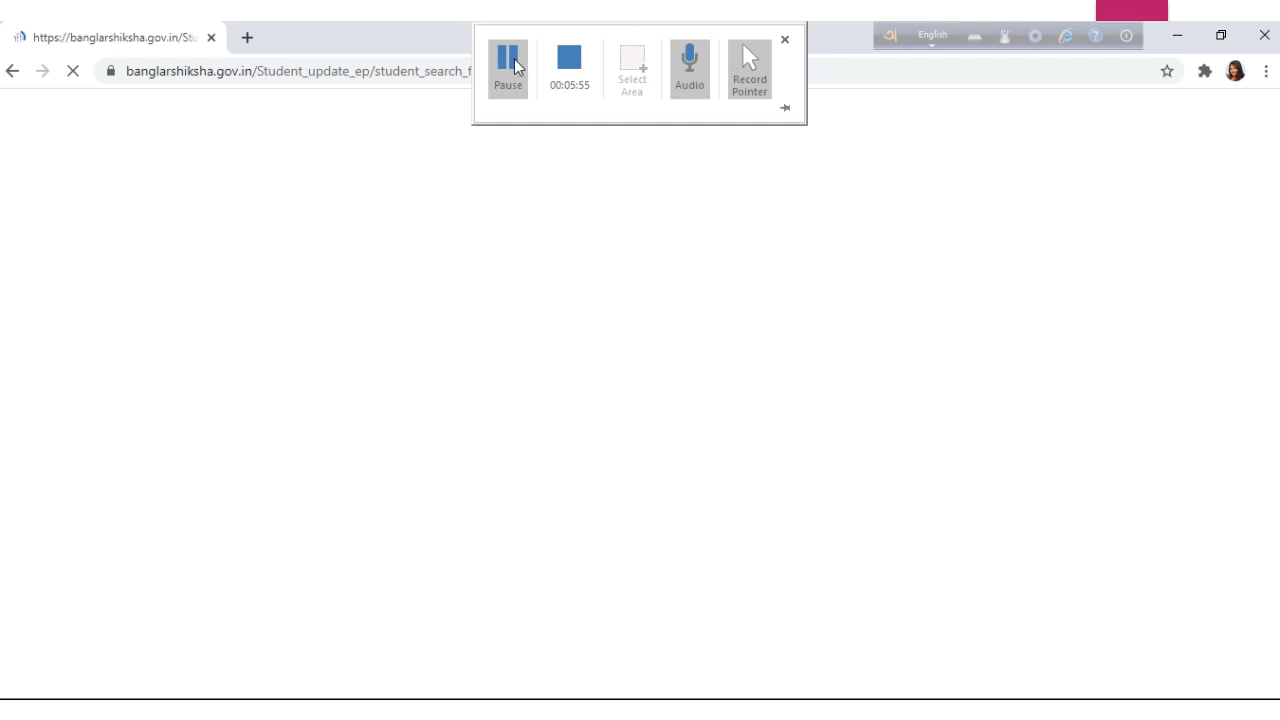 https://banglarshiksha.gov.in/Stu
English
banglarshiksha.gov.in/Student_update_ep/student_search_f
Pause
00:05:55
Select
Area
Audio
Record
Pointer
অ